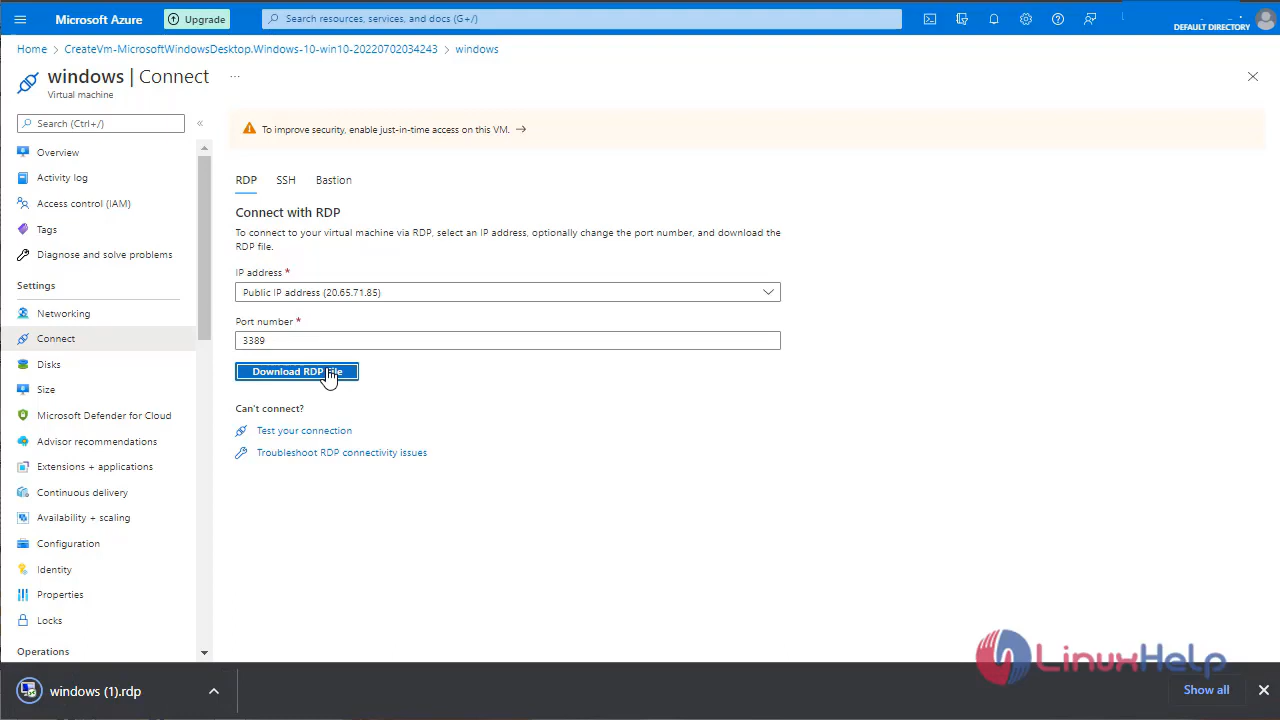 Microsoft Azure
Upgrade
Search resources, services, and docs (G+/)
DEFAULT DIRECTORY
Home > CreateVm-MicrosoftWindowsDesktop.Windows-10-win10-20220702034243 > windows
windows | Connect ...
Virtual machine
Search (Ctrl+/)
«
To improve security, enable just-in-time access on this VM. →
Overview
Activity log
Access control (IAM)
Tags
Diagnose and solve problems
Settings
Networking
Connect
Disks
Size
Microsoft Defender for Cloud
Advisor recommendations
Extensions + applications
Continuous delivery
Availability + scaling
Configuration
Identity
Properties
Locks
Operations
RDP SSH Bastion
Connect with RDP
To connect to your virtual machine via RDP, select an IP address, optionally change the port number, and download the
RDP file.
IP address *
Public IP address (20.65.71.85)
Port number *
3389
Download RDP file
Can't connect?
Test your connection
Troubleshoot RDP connectivity issues
LinuxHelp
windows (1).rdp
Show all